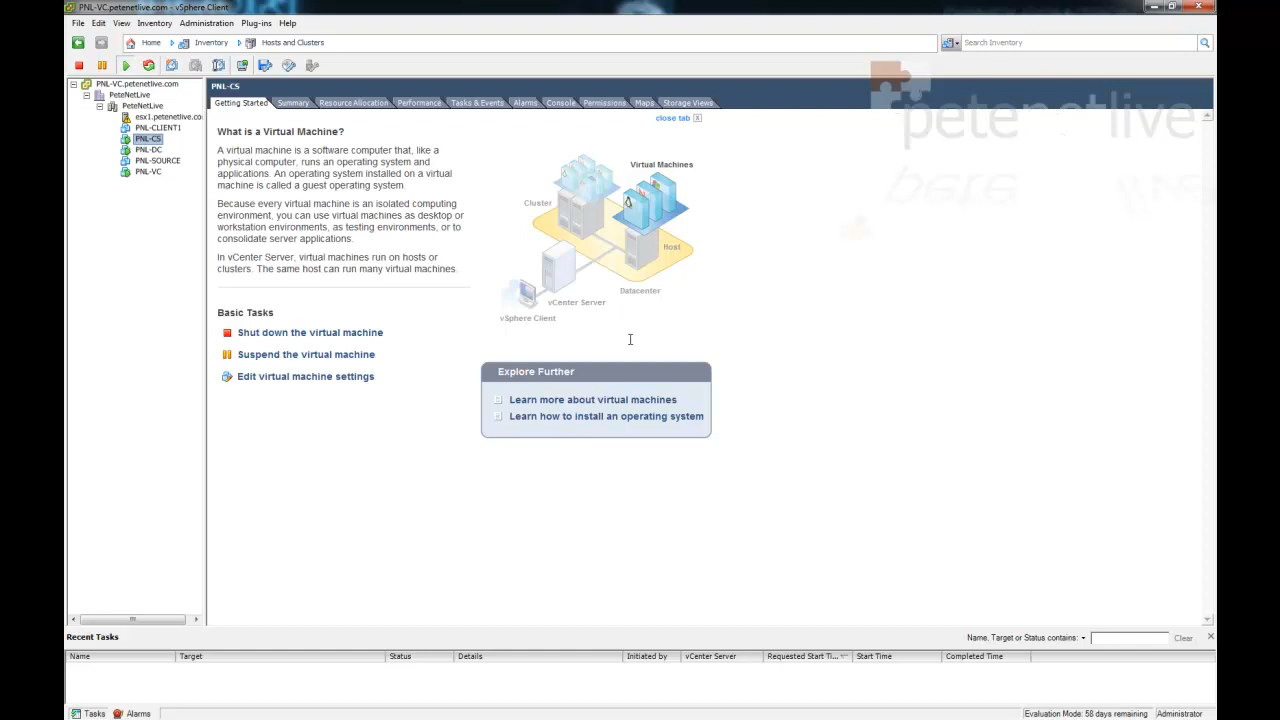 PNL-VC.petenetlive.com - vSphere Client
File Edit View Inventory Administration Plug-ins Help
Home Inventory Hosts and Clusters
Search Inventory
PNL-VC.petenetlive.com
PeteNetLive
PeteNetLive
esx1.petenetlive.co
PNL-CLIENT1
PNL-CS
PNL-DC
PNL-SOURCE
PNL-VC
PNL-CS
Getting Started Summary Resource Allocation Performance Tasks & Events Alarms Console Permissions Maps Storage Views
close tab X
What is a Virtual Machine?
A virtual machine is a software computer that, like a
physical computer, runs an operating system and
applications. An operating system installed on a virtual
machine is called a guest operating system.
Because every virtual machine is an isolated computing
environment, you can use virtual machines as desktop or
workstation environments, as testing environments, or to
consolidate server applications.
In vCenter Server, virtual machines run on hosts or
clusters. The same host can run many virtual machines.
Virtual Machines
Cluster
Host
Datacenter
vCenter Server
vSphere Client
Basic Tasks
Shut down the virtual machine
Suspend the virtual machine
Edit virtual machine settings
Explore Further
Learn more about virtual machines
Learn how to install an operating system
petenetlive
Recent Tasks
Name, Target or Status contains: Clear
Name Target Status Details Initiated by vCenter Server Requested Start Ti... Start Time Completed Time
Tasks Alarms
Evaluation Mode: 58 days remaining Administrator